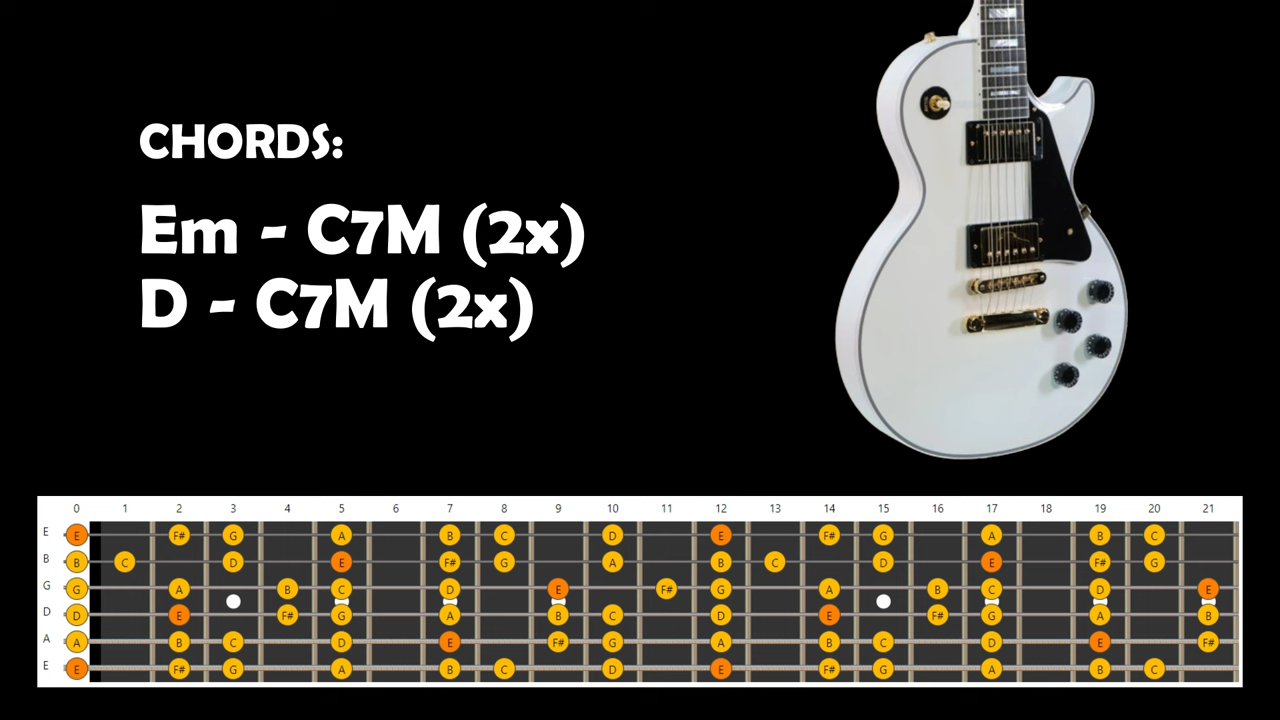 CHORDS:
Em - C7M (2x)
D - C7M (2x)
0 1 2 3 4 5 6 7 8 9 10 11 12 13 14 15 16 17 18 19 20 21
E E F# G A B C D E F# G A B C
B B C D E F# G A B C D E F# G
G G A B C D E F# G A B C D E
D D E F# G A B C D E F# G A B
A A B C D E F# G A B C D E F#
E E F# G A B C D E F# G A B C